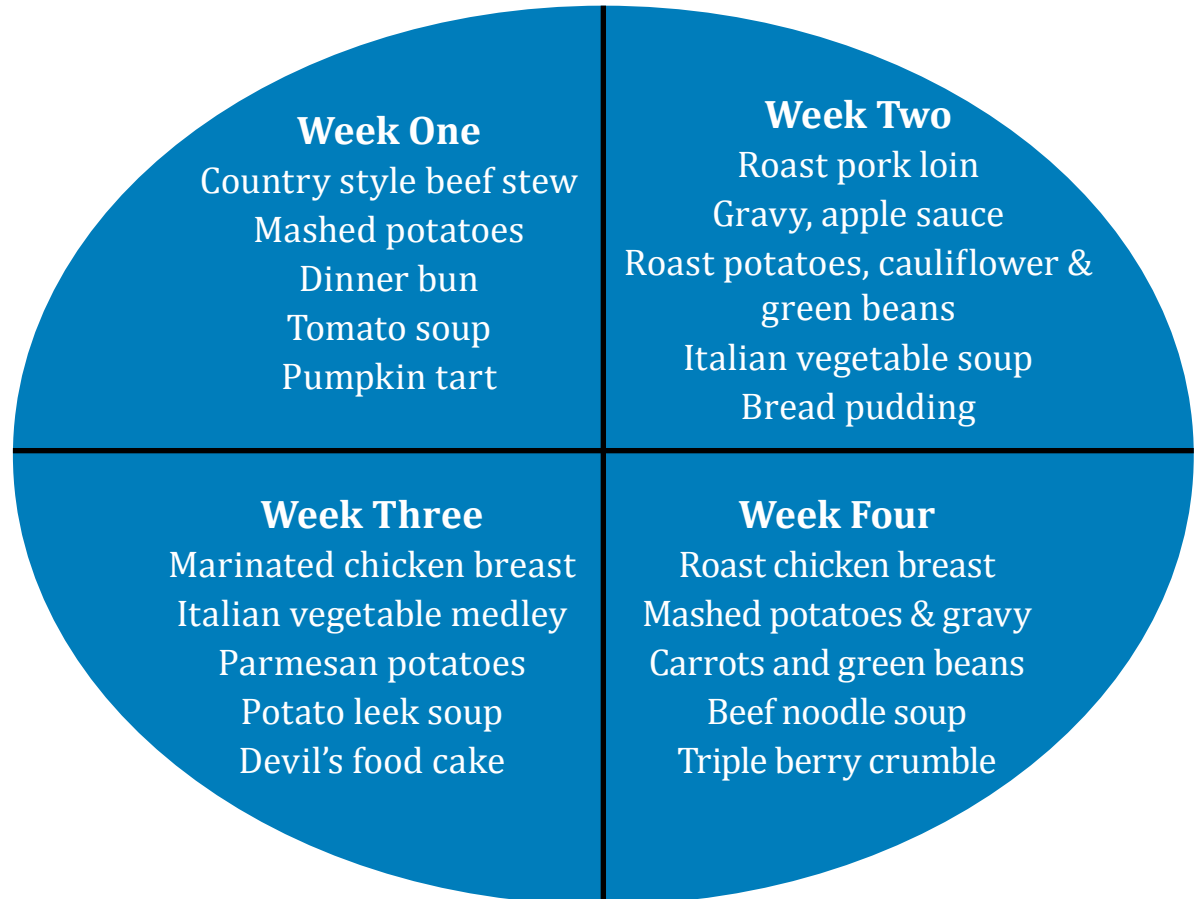 Week One
Country style beef stew
Mashed potatoes
Dinner bun
Tomato soup
Pumpkin tart
Week Two
Roast pork loin
Gravy, apple sauce
Roast potatoes, cauliflower &
green beans
Italian vegetable soup
Bread pudding
Week Three
Marinated chicken breast
Italian vegetable medley
Parmesan potatoes
Potato leek soup
Devil’s food cake
Week Four
Roast chicken breast
Mashed potatoes & gravy
Carrots and green beans
Beef noodle soup
Triple berry crumble